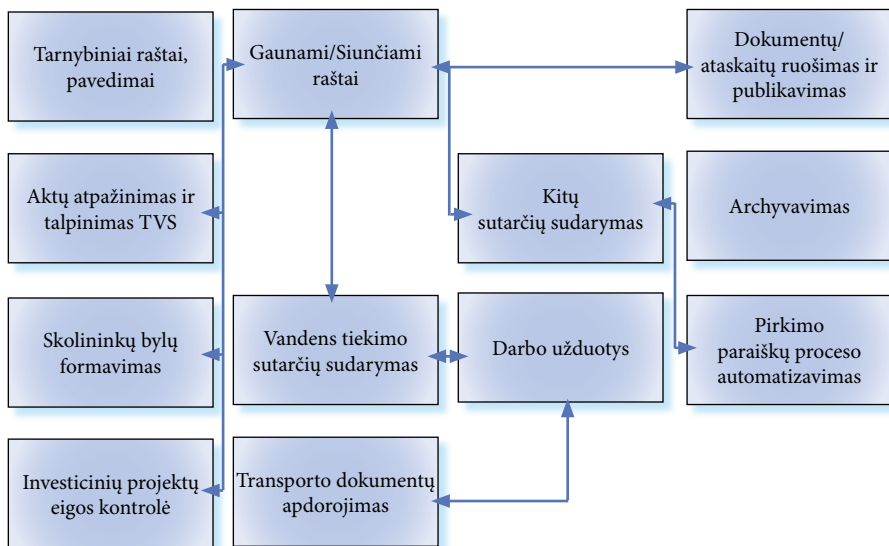 Tarnybiniai raštai,
pavedimai
Gaunami/Siunčiami
raštai
Dokumentų/
ataskaitų ruošimas ir
publikavimas
Aktų atpažinimas ir
talpinimas TVS
Kitų
sutarčių sudarymas
Archyvavimas
Skolininkų bylų
formavimas
Vandens tiekimo
sutarčių sudarymas
Darbo užduotys
Pirkimo
paraiškų proceso
automatizavimas
Investicinių projektų
eigos kontrolė
Transporto dokumentų
apdorojimas